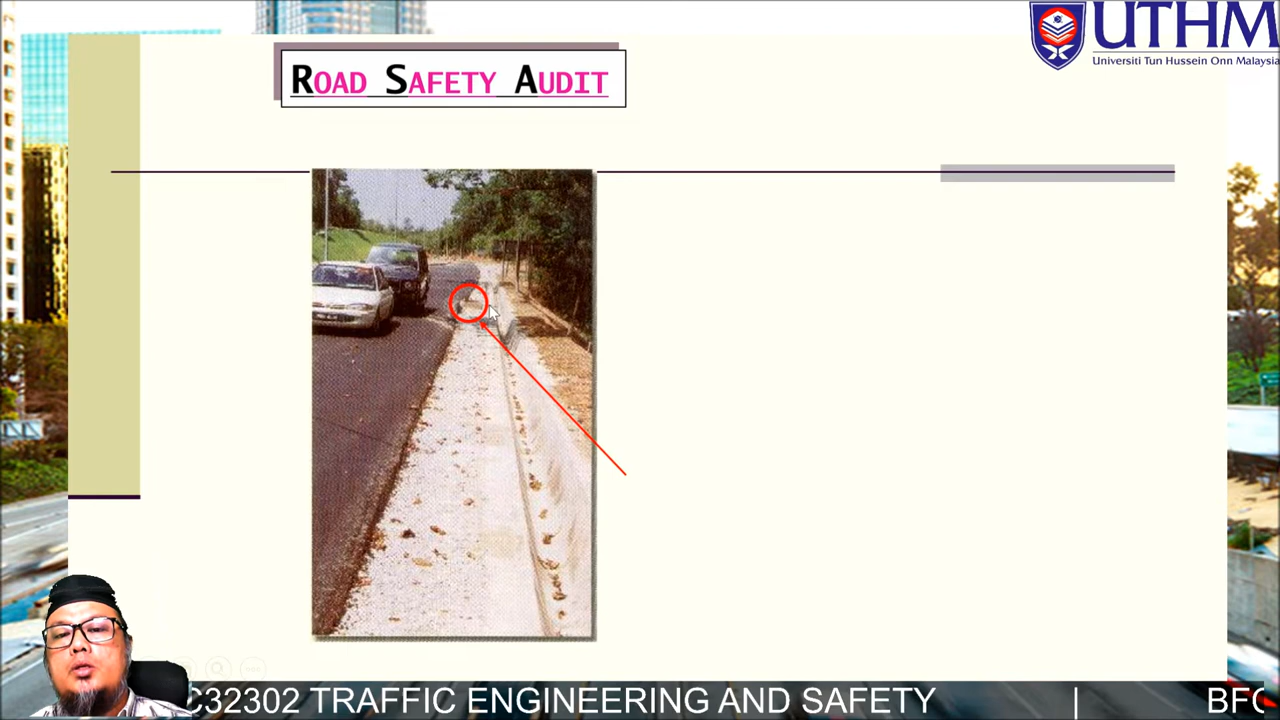 UTHM
Universiti Tun Hussein Onn Malaysia
ROAD SAFETY AUDIT
C32302 TRAFFIC ENGINEERING AND SAFETY | BFC